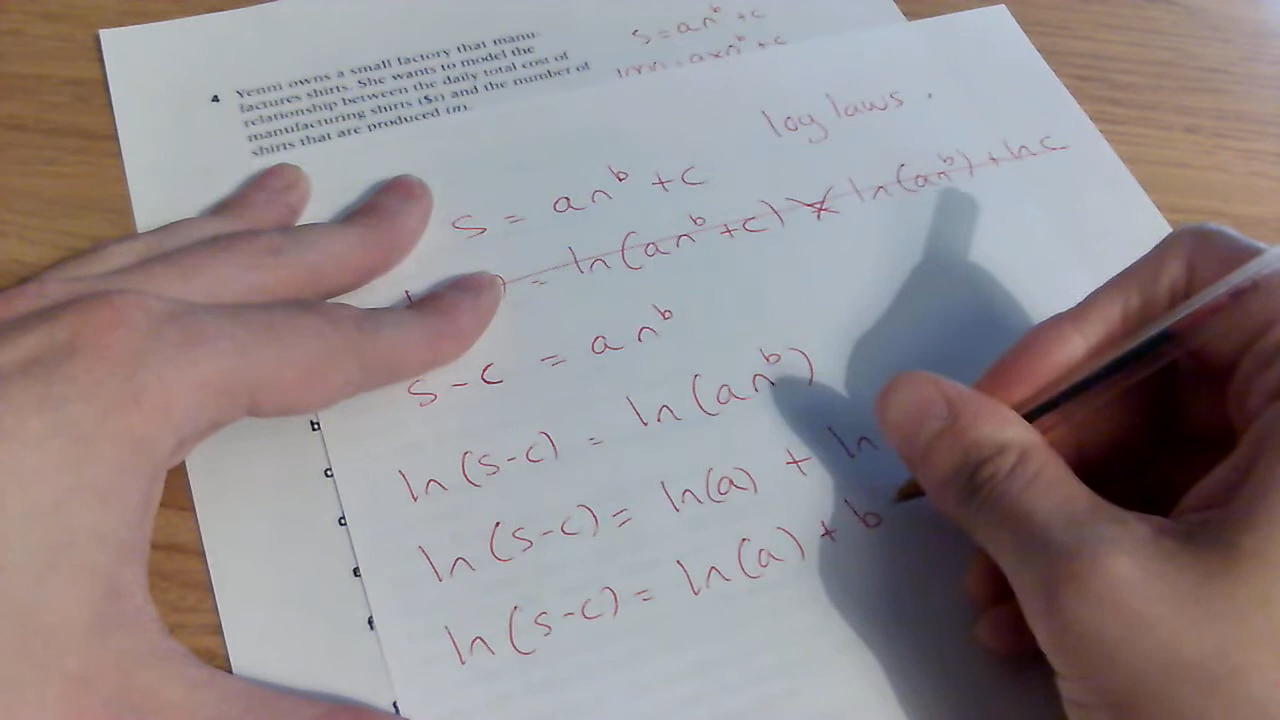 4 Yenni owns a small factory that manu-
factures shirts. She wants to model the
relationship between the daily total cost of
manufacturing shirts ($s) and the number of
shirts that are produced (n).
s = an^b + c
log laws.
s = an^b + c
= ln(an^b + c) ln(an^b) + ln c
s - c = an^b
ln(s-c) = ln(an^b)
ln(s-c) = ln(a) + ln
ln(s-c) = ln(a) + b
b
c
d
e
f